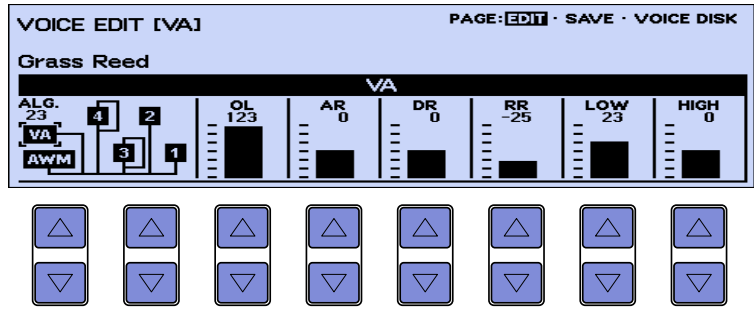 VOICE EDIT [VA]
PAGE: EDIT · SAVE · VOICE DISK
Grass Reed
VA
ALG. OL AR DR RR LOW HIGH
23 123 0 0 -25 23 0
4 2
VA
3 1
AWM